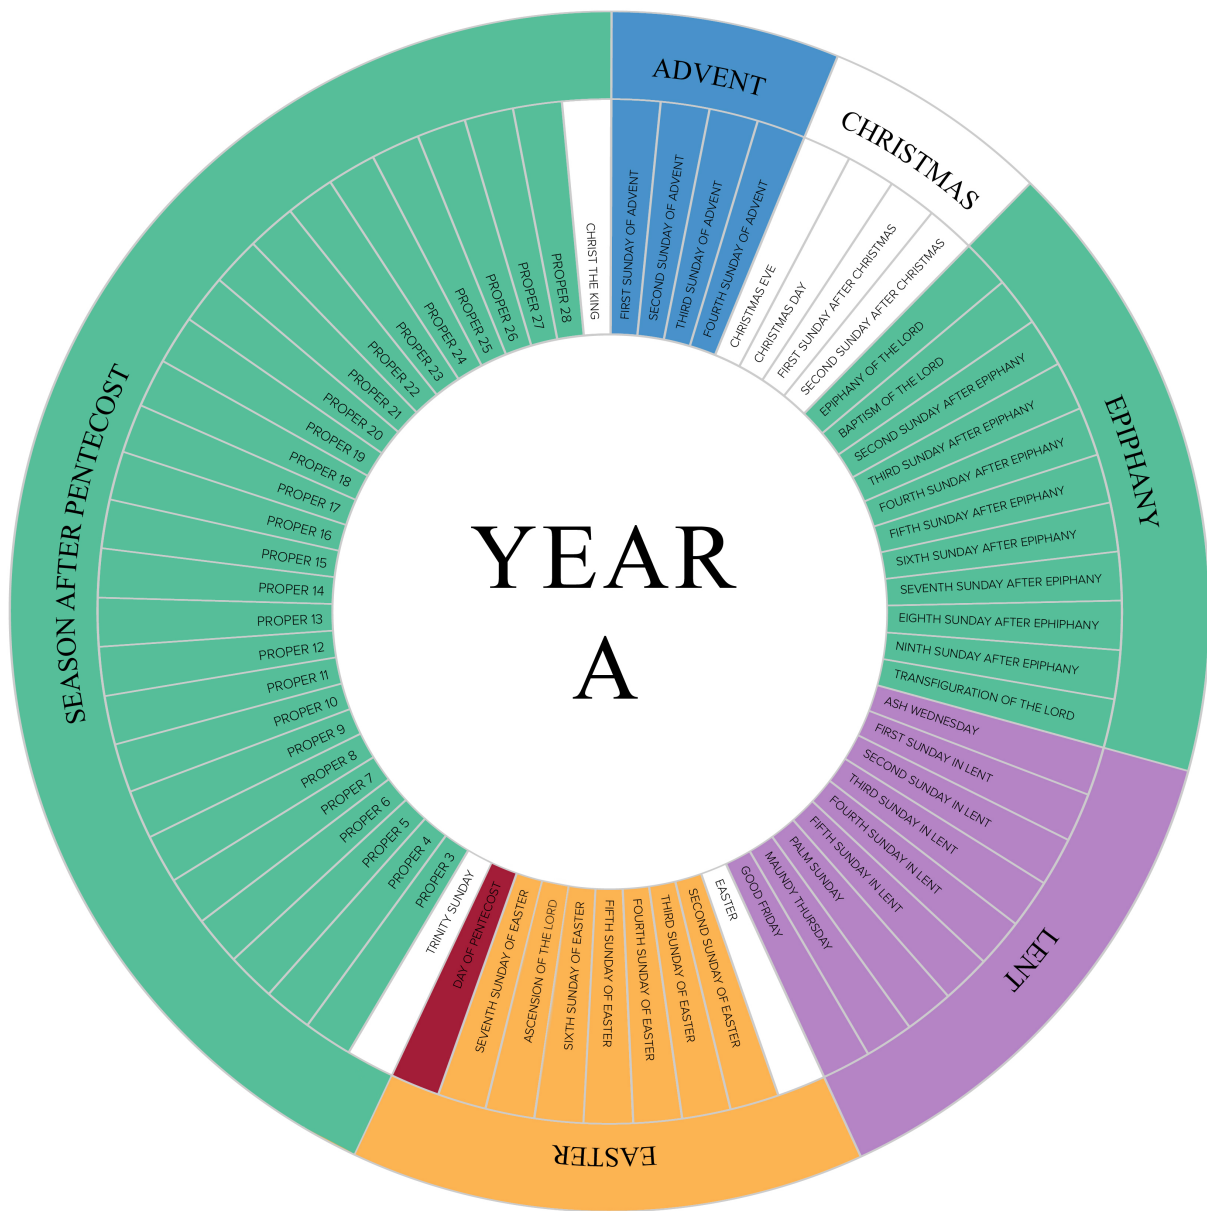 YEAR
A
ADVENT
FIRST SUNDAY OF ADVENT
SECOND SUNDAY OF ADVENT
THIRD SUNDAY OF ADVENT
FOURTH SUNDAY OF ADVENT
CHRISTMAS
CHRISTMAS EVE
CHRISTMAS DAY
FIRST SUNDAY AFTER CHRISTMAS
SECOND SUNDAY AFTER CHRISTMAS
EPIPHANY
EPIPHANY OF THE LORD
BAPTISM OF THE LORD
SECOND SUNDAY AFTER EPIPHANY
THIRD SUNDAY AFTER EPIPHANY
FOURTH SUNDAY AFTER EPIPHANY
FIFTH SUNDAY AFTER EPIPHANY
SIXTH SUNDAY AFTER EPIPHANY
SEVENTH SUNDAY AFTER EPIPHANY
EIGHTH SUNDAY AFTER EPHIPHANY
NINTH SUNDAY AFTER EPIPHANY
TRANSFIGURATION OF THE LORD
LENT
ASH WEDNESDAY
FIRST SUNDAY IN LENT
SECOND SUNDAY IN LENT
THIRD SUNDAY IN LENT
FOURTH SUNDAY IN LENT
FIFTH SUNDAY IN LENT
PALM SUNDAY
MAUNDY THURSDAY
GOOD FRIDAY
EASTER
EASTER
SECOND SUNDAY OF EASTER
THIRD SUNDAY OF EASTER
FOURTH SUNDAY OF EASTER
FIFTH SUNDAY OF EASTER
SIXTH SUNDAY OF EASTER
ASCENSION OF THE LORD
SEVENTH SUNDAY OF EASTER
DAY OF PENTECOST
SEASON AFTER PENTECOST
TRINITY SUNDAY
PROPER 3
PROPER 4
PROPER 5
PROPER 6
PROPER 7
PROPER 8
PROPER 9
PROPER 10
PROPER 11
PROPER 12
PROPER 13
PROPER 14
PROPER 15
PROPER 16
PROPER 17
PROPER 18
PROPER 19
PROPER 20
PROPER 21
PROPER 22
PROPER 23
PROPER 24
PROPER 25
PROPER 26
PROPER 27
PROPER 28
CHRIST THE KING